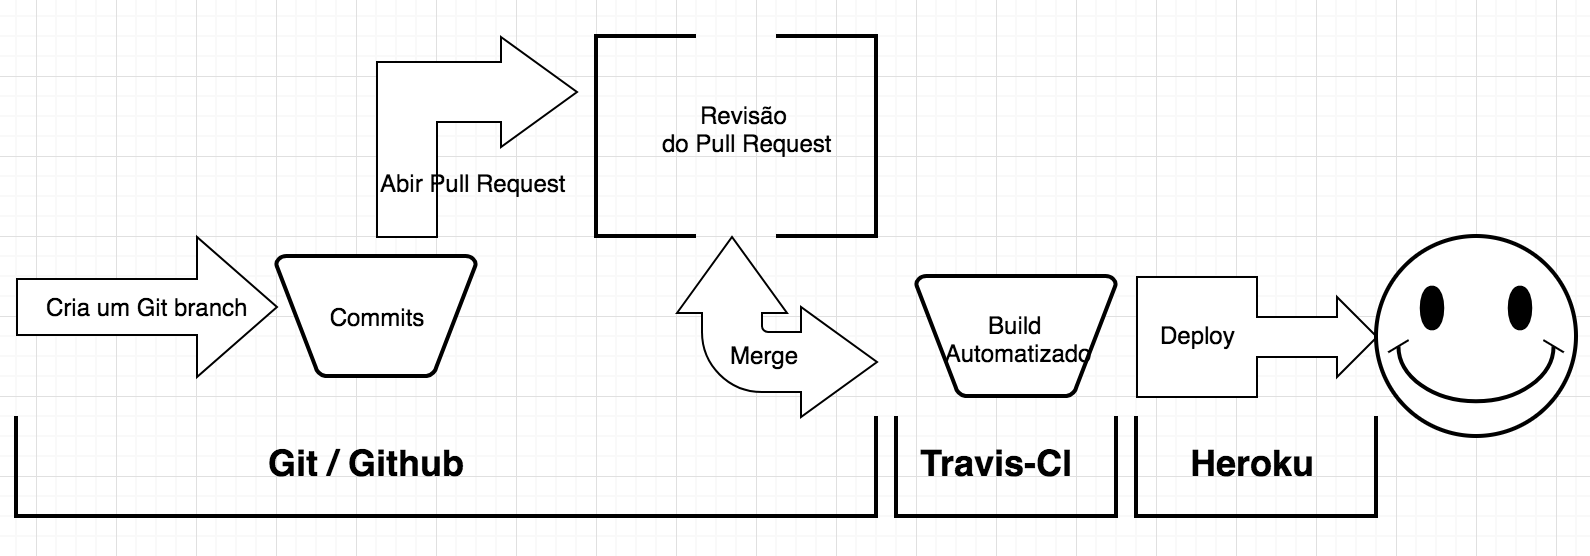 Revisão
do Pull Request
Abir Pull Request
Cria um Git branch
Commits
Merge
Build
Automatizado
Deploy
Git / Github
Travis-CI
Heroku